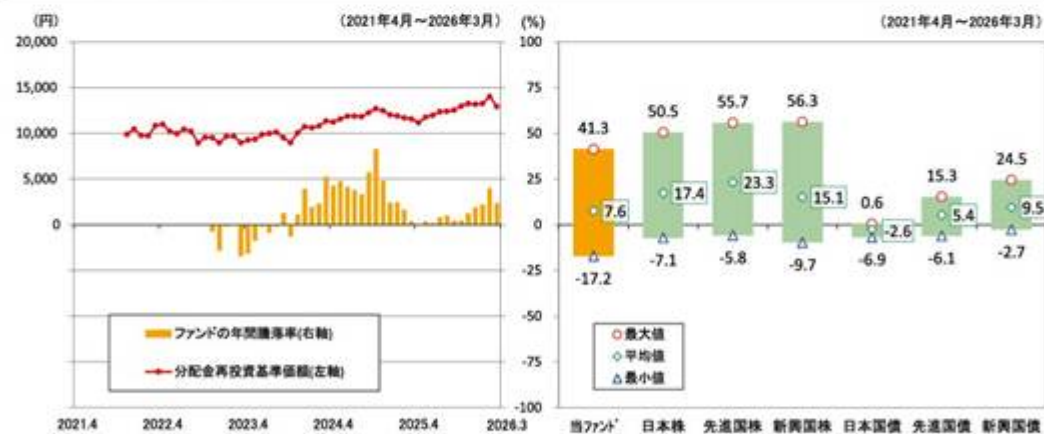 (円)
(2021年4月～2026年3月)
20,000
15,000
10,000
5,000
0
ファンドの年間騰落率(右軸)
分配金再投資基準価額(左軸)
2021.4 2022.4 2023.4 2024.4 2025.4 2026.3
(%)
(2021年4月～2026年3月)
100
75
50
25
0
-25
-50
-75
-100
41.3 50.5 55.7 56.3 0.6 15.3 24.5
7.6 17.4 23.3 15.1 -2.6 5.4 9.5
-17.2 -7.1 -5.8 -9.7 -6.9 -6.1 -2.7
最大値
平均値
最小値
当ファンド 日本株 先進国株 新興国株 日本国債 先進国債 新興国債